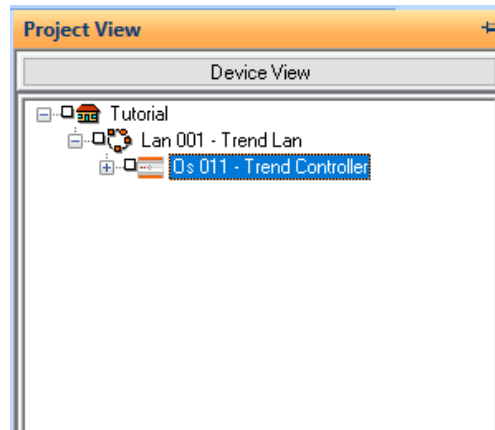 Project View
Device View
Tutorial
Lan 001 - Trend Lan
Os 011 - Trend Controller